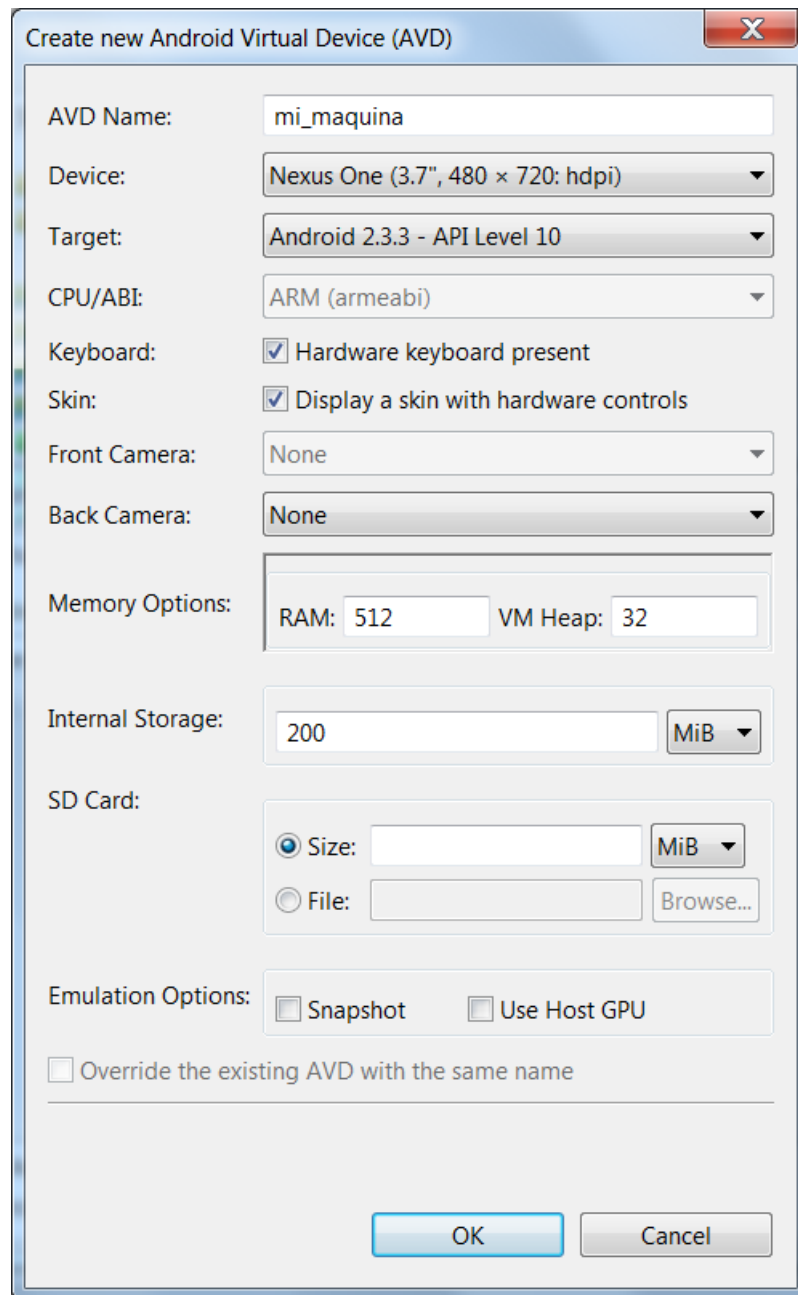 Create new Android Virtual Device (AVD)
AVD Name: mi_maquina
Device: Nexus One (3.7", 480 × 720: hdpi)
Target: Android 2.3.3 - API Level 10
CPU/ABI: ARM (armeabi)
Keyboard: Hardware keyboard present
Skin: Display a skin with hardware controls
Front Camera: None
Back Camera: None
Memory Options: RAM: 512 VM Heap: 32
Internal Storage: 200 MiB
SD Card:
Size: MiB
File: Browse...
Emulation Options: Snapshot Use Host GPU
Override the existing AVD with the same name
OK Cancel